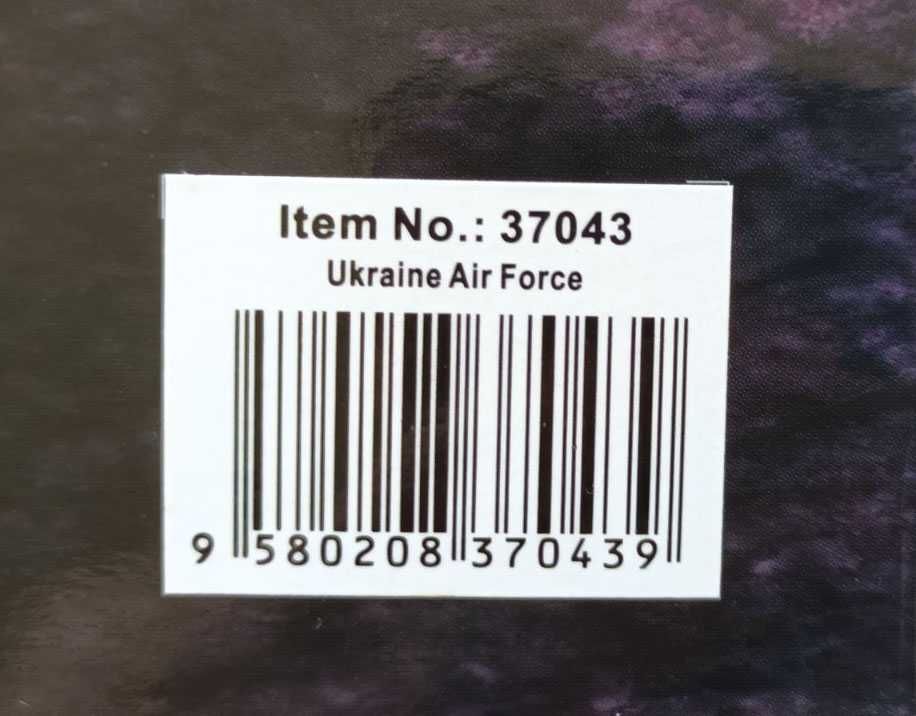 Item No.: 37043
Ukraine Air Force
9 580208 370439